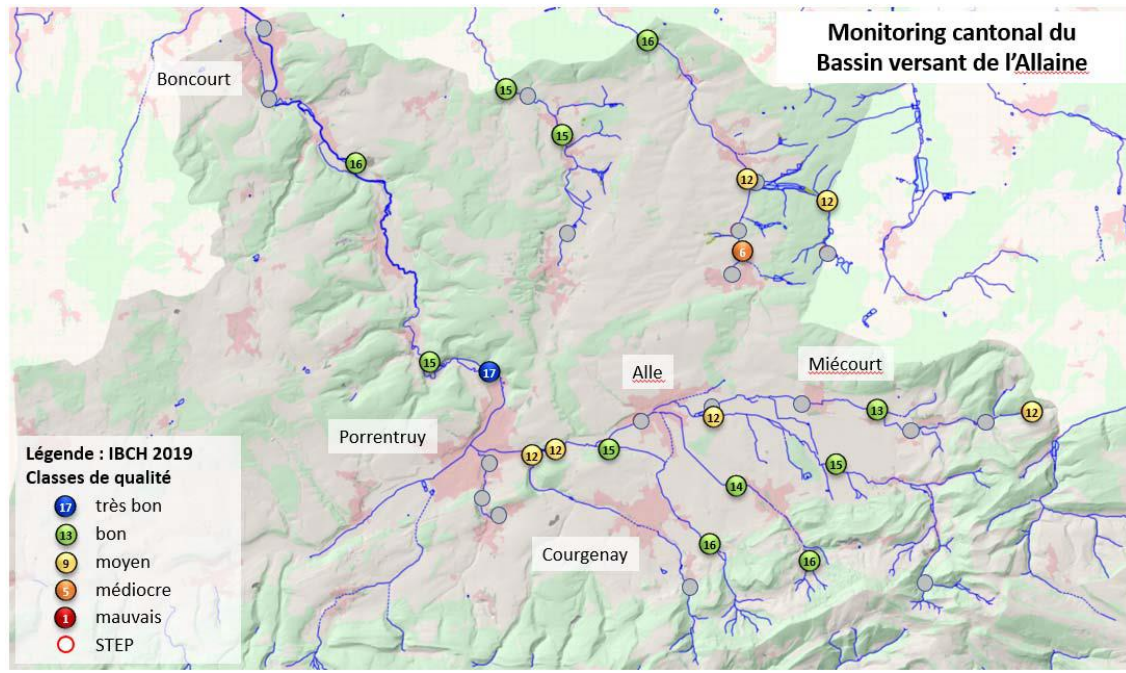 Monitoring cantonal du
Bassin versant de l'Allaine
16
Boncourt
15
15
16
12
12
6
15
17
Alle
Miécourt
13
12
12
Porrentruy
12
12
15
15
14
Courgenay
16
16
Légende : IBCH 2019
Classes de qualité
17 très bon
13 bon
9 moyen
5 médiocre
1 mauvais
STEP